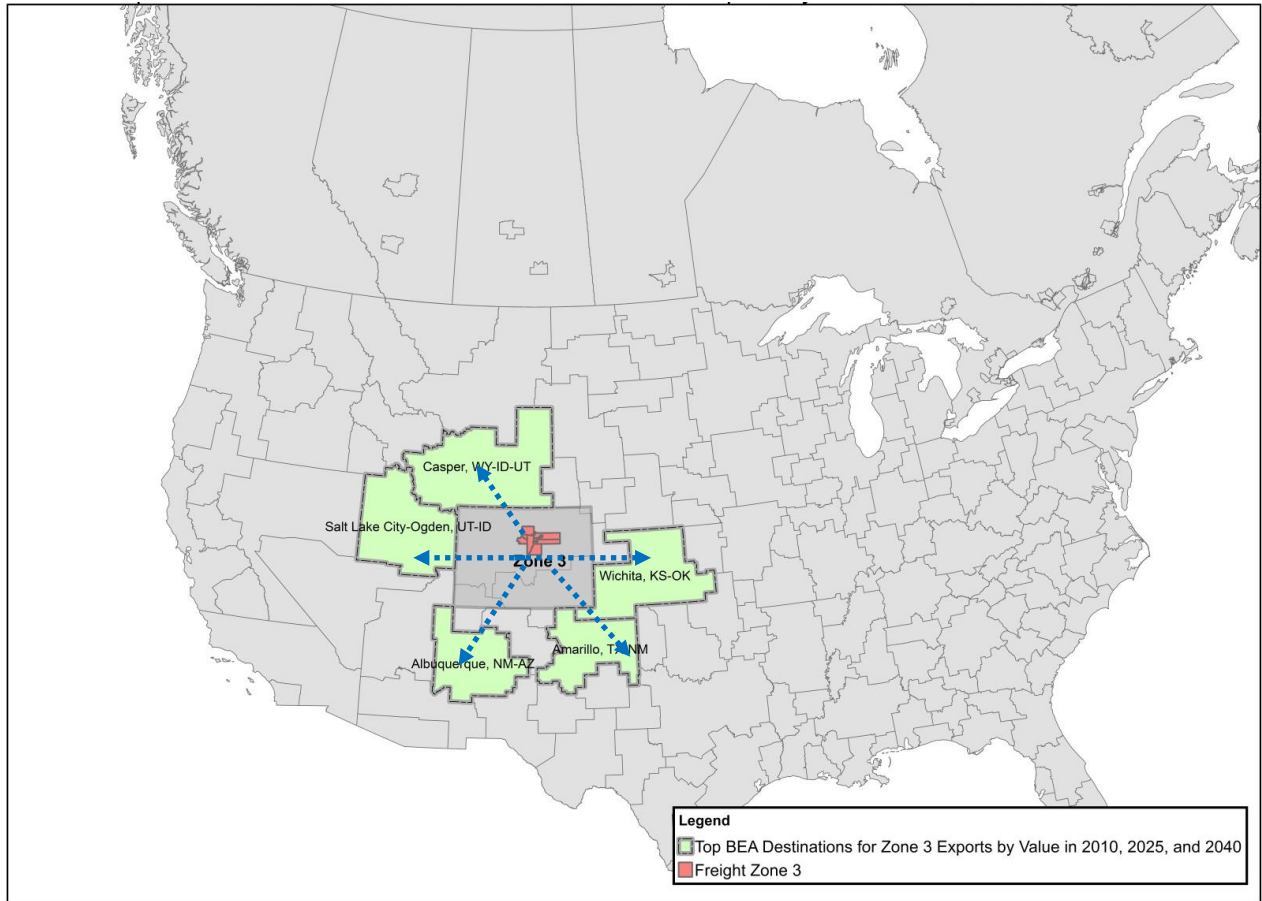 Casper, WY-ID-UT
Salt Lake City-Ogden, UT-ID
Zone 3
Wichita, KS-OK
Albuquerque, NM-AZ
Amarillo, TX-NM
Legend
Top BEA Destinations for Zone 3 Exports by Value in 2010, 2025, and 2040
Freight Zone 3